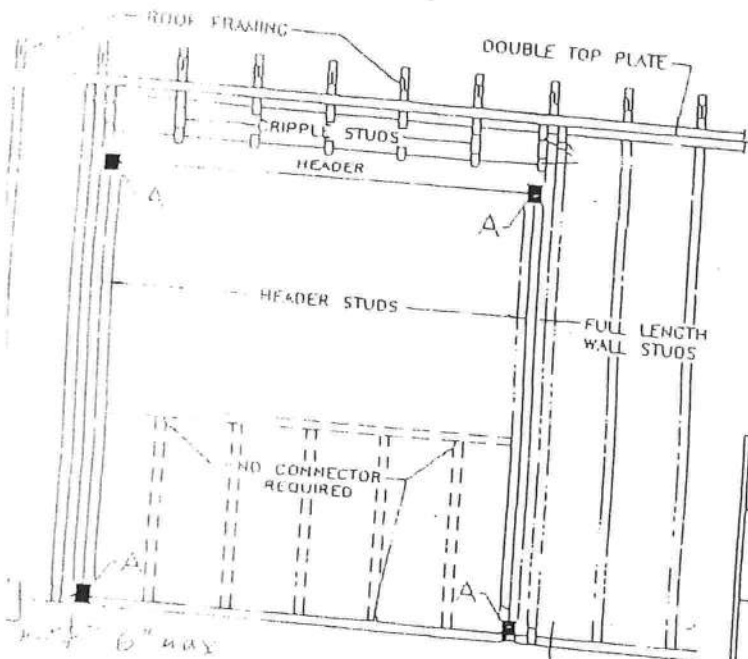 ROOF FRAMING
DOUBLE TOP PLATE
CRIPPLE STUDS
HEADER
A
A
HEADER STUDS
FULL LENGTH
WALL STUDS
NO CONNECTOR
REQUIRED
A
A
6" max